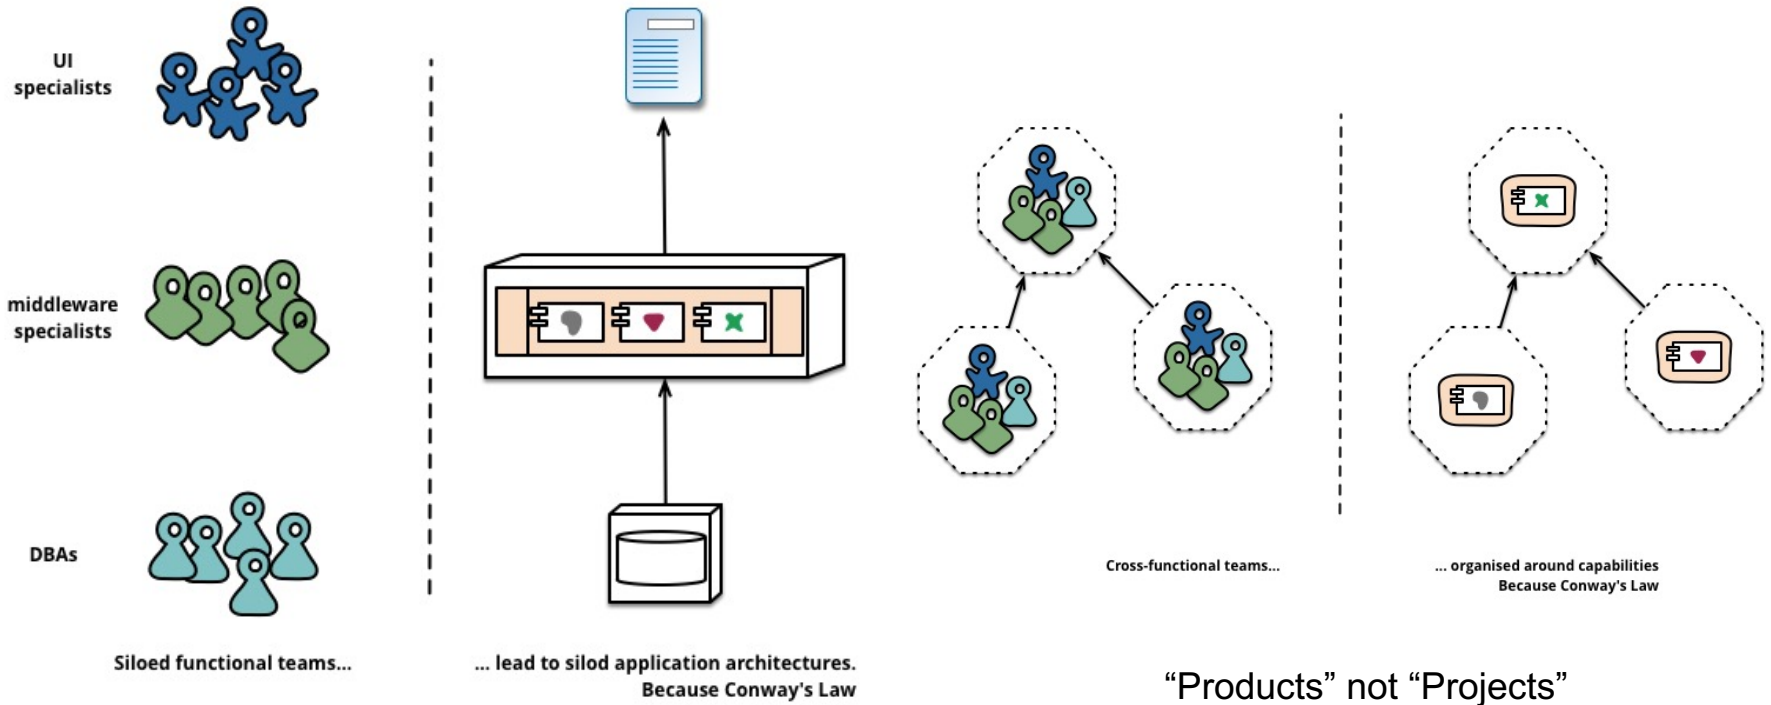 UI
specialists
middleware
specialists
DBAs
Siloed functional teams...
... lead to silod application architectures.
Because Conway's Law
Cross-functional teams...
... organised around capabilities
Because Conway's Law
“Products” not “Projects”